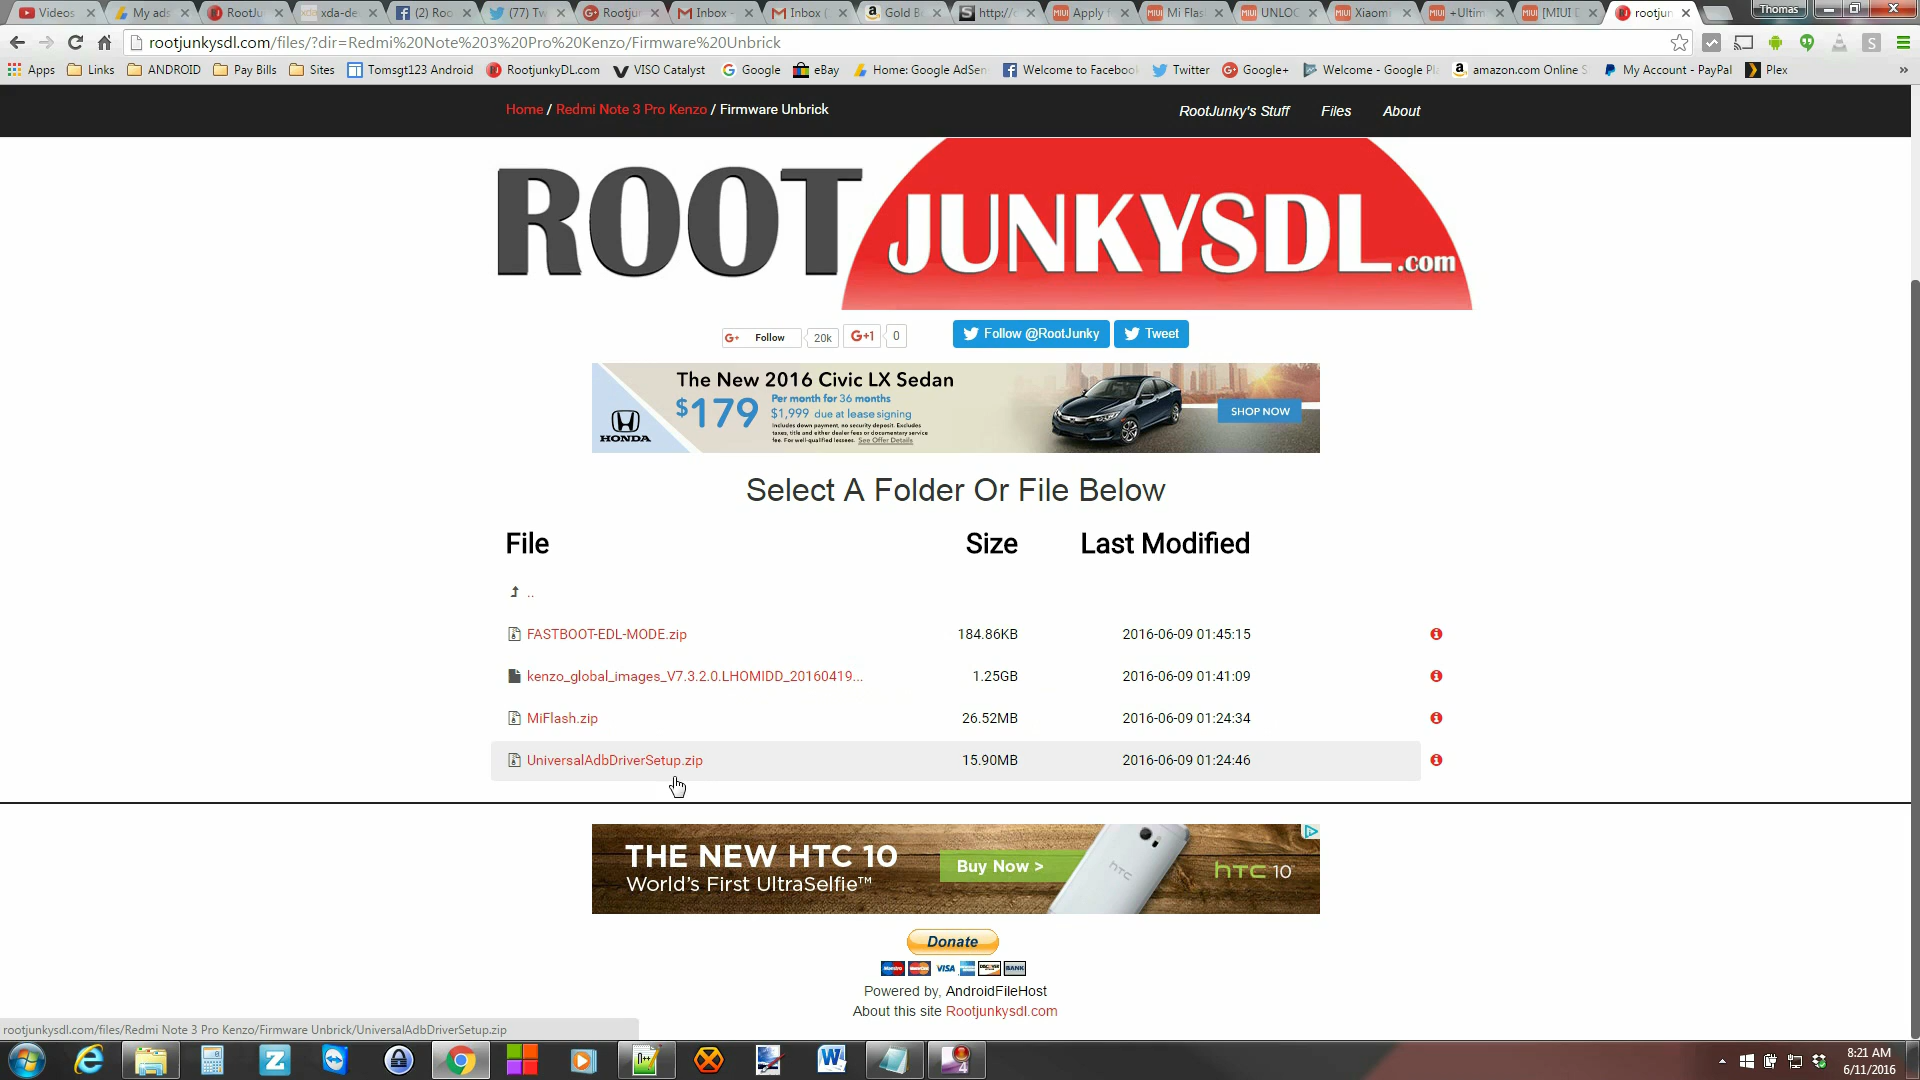 Videos
My ads
RootJu
xda-de
(2) Roo
(77) Tw
Rootjur
Inbox
Inbox (
Gold B
http://
Apply f
Mi Flas
UNLOC
Xiaomi
+Ultim
[MIUI
rootjun
Thomas
rootjunkysdl.com/files/?dir=Redmi%20Note%203%20Pro%20Kenzo/Firmware%20Unbrick
Apps
Links
ANDROID
Pay Bills
Sites
Tomsgt123 Android
RootjunkyDL.com
VISO Catalyst
Google
eBay
Home: Google AdSen
Welcome to Facebook
Twitter
Google+
Welcome - Google Pl
amazon.com Online S
My Account - PayPal
Plex
»
Home / Redmi Note 3 Pro Kenzo / Firmware Unbrick
RootJunky's Stuff
Files
About
ROOT JUNKYSDL.com
G+ Follow
20k
G+1
0
Follow @RootJunky
Tweet
The New 2016 Civic LX Sedan
$179
Per month for 36 months
$1,999 due at lease signing
Includes down payment, no security deposit. Excludes
taxes, title and either dealer fees or documentary service
fee. For well-qualified lessees. See Offer Details
HONDA
SHOP NOW
Select A Folder Or File Below
File Size Last Modified
..
FASTBOOT-EDL-MODE.zip 184.86KB 2016-06-09 01:45:15
kenzo_global_images_V7.3.2.0.LHOMIDD_20160419... 1.25GB 2016-06-09 01:41:09
MiFlash.zip 26.52MB 2016-06-09 01:24:34
UniversalAdbDriverSetup.zip 15.90MB 2016-06-09 01:24:46
THE NEW HTC 10
World's First UltraSelfie™
Buy Now >
hTC
hTC 10
Donate
VISA
BANK
Powered by, AndroidFileHost
About this site Rootjunkysdl.com
rootjunkysdl.com/files/Redmi Note 3 Pro Kenzo/Firmware Unbrick/UniversalAdbDriverSetup.zip
8:21 AM
6/11/2016